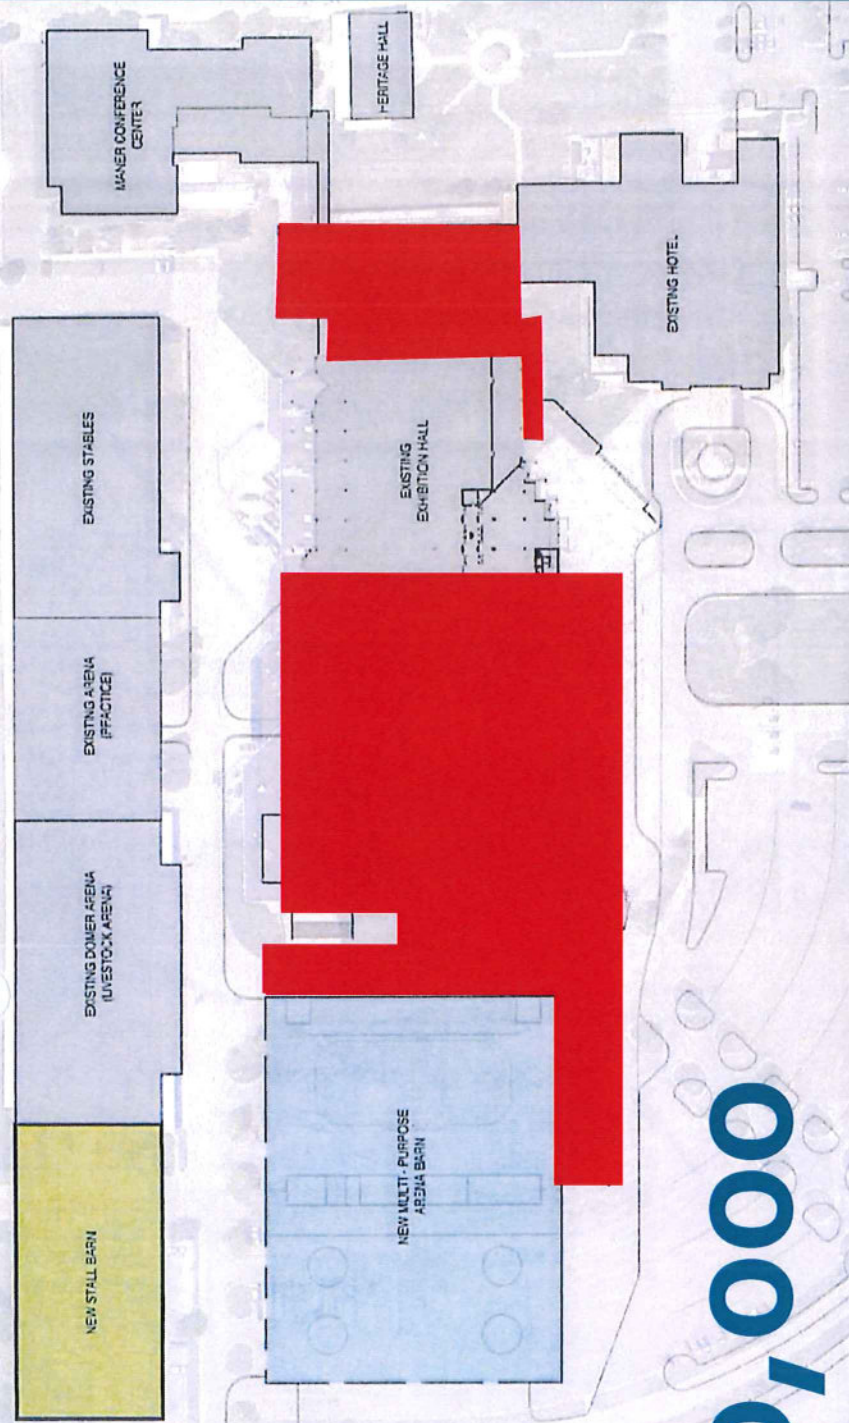 NEW STALL BARN
EXISTING DOMER ARENA
(LIVESTOCK ARENA)
EXISTING ARENA
(PRACTICE)
EXISTING STABLES
MANER CONFERENCE
CENTER
HERITAGE HALL
NEW MULTI - PURPOSE
ARENA BARN
EXISTING
EXHIBITION HALL
EXISTING HOTEL
,000